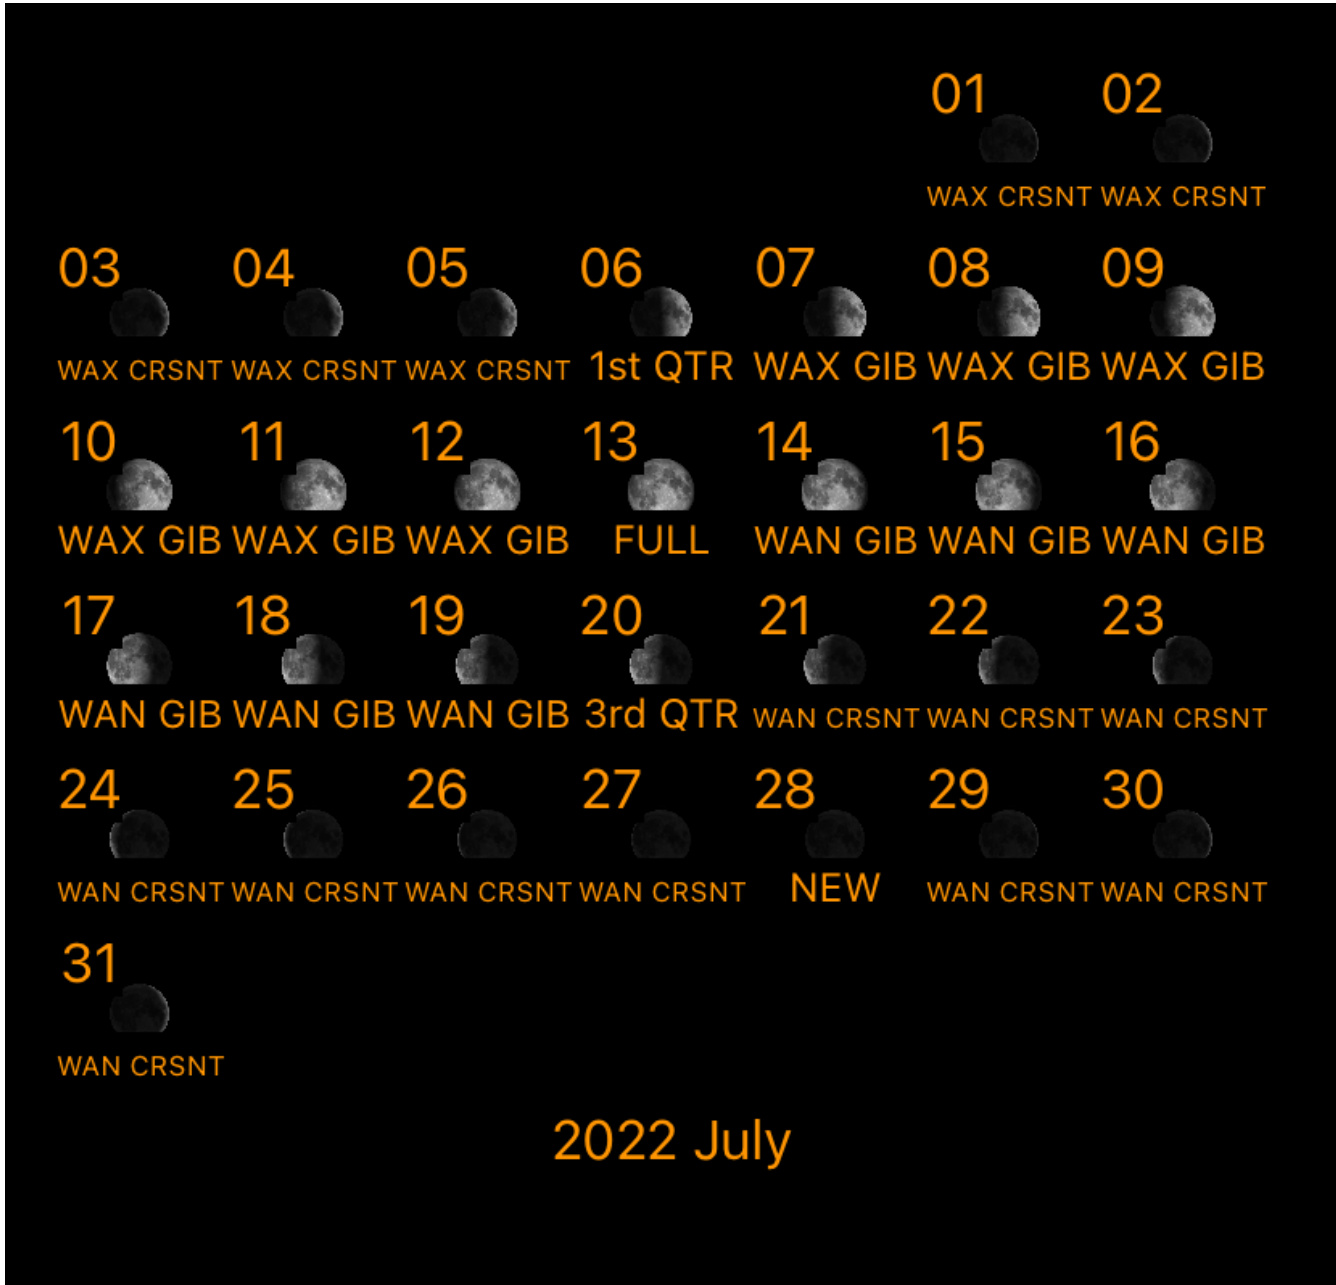 01 02
WAX CRSNT WAX CRSNT
03 04 05 06 07 08 09
WAX CRSNT WAX CRSNT WAX CRSNT 1st QTR WAX GIB WAX GIB WAX GIB
10 11 12 13 14 15 16
WAX GIB WAX GIB WAX GIB FULL WAN GIB WAN GIB WAN GIB
17 18 19 20 21 22 23
WAN GIB WAN GIB WAN GIB 3rd QTR WAN CRSNT WAN CRSNT WAN CRSNT
24 25 26 27 28 29 30
WAN CRSNT WAN CRSNT WAN CRSNT WAN CRSNT NEW WAN CRSNT WAN CRSNT
31
WAN CRSNT
2022 July